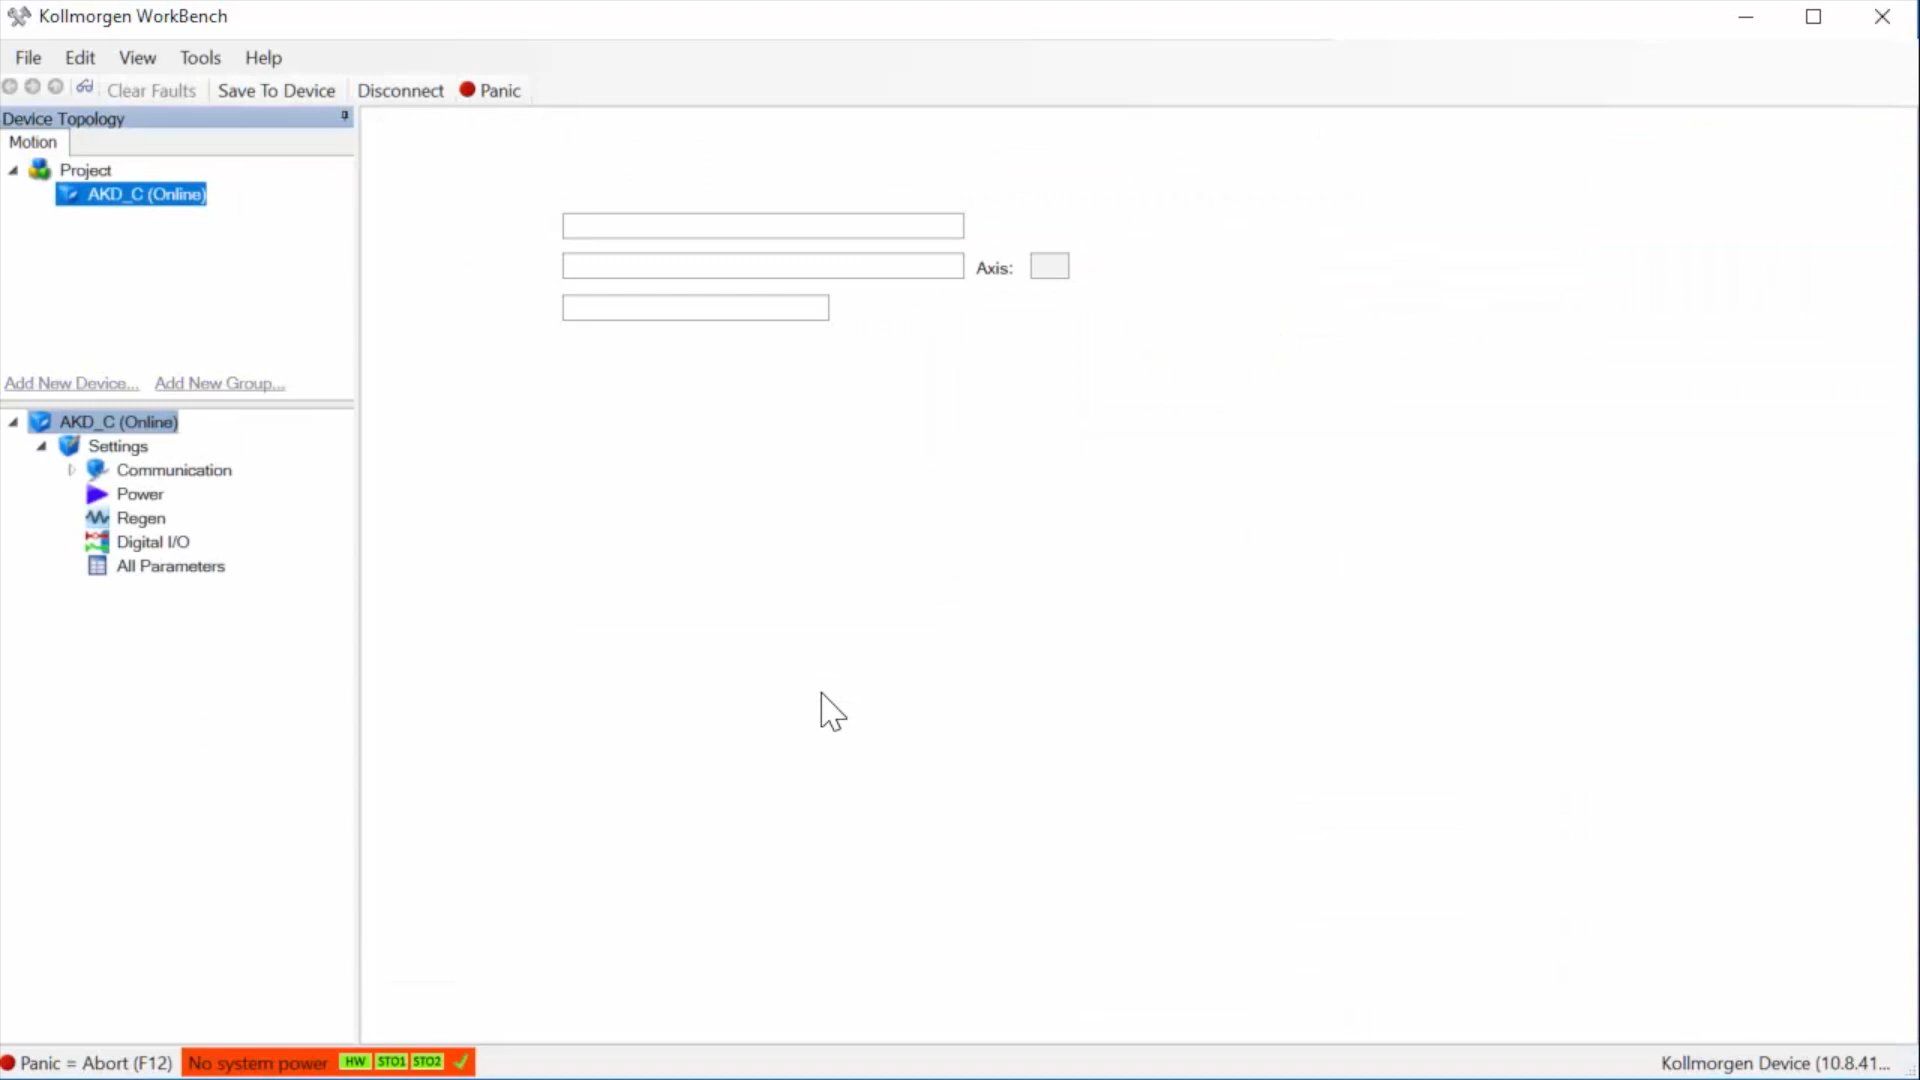 Kollmorgen WorkBench
File Edit View Tools Help
Clear Faults Save To Device Disconnect Panic
Device Topology
Motion
Project
AKD_C (Online)
Axis:
Add New Device... Add New Group...
AKD_C (Online)
Settings
Communication
Power
Regen
Digital I/O
All Parameters
Panic = Abort (F12) No system power HW STO1 STO2 Kollmorgen Device (10.8.41...